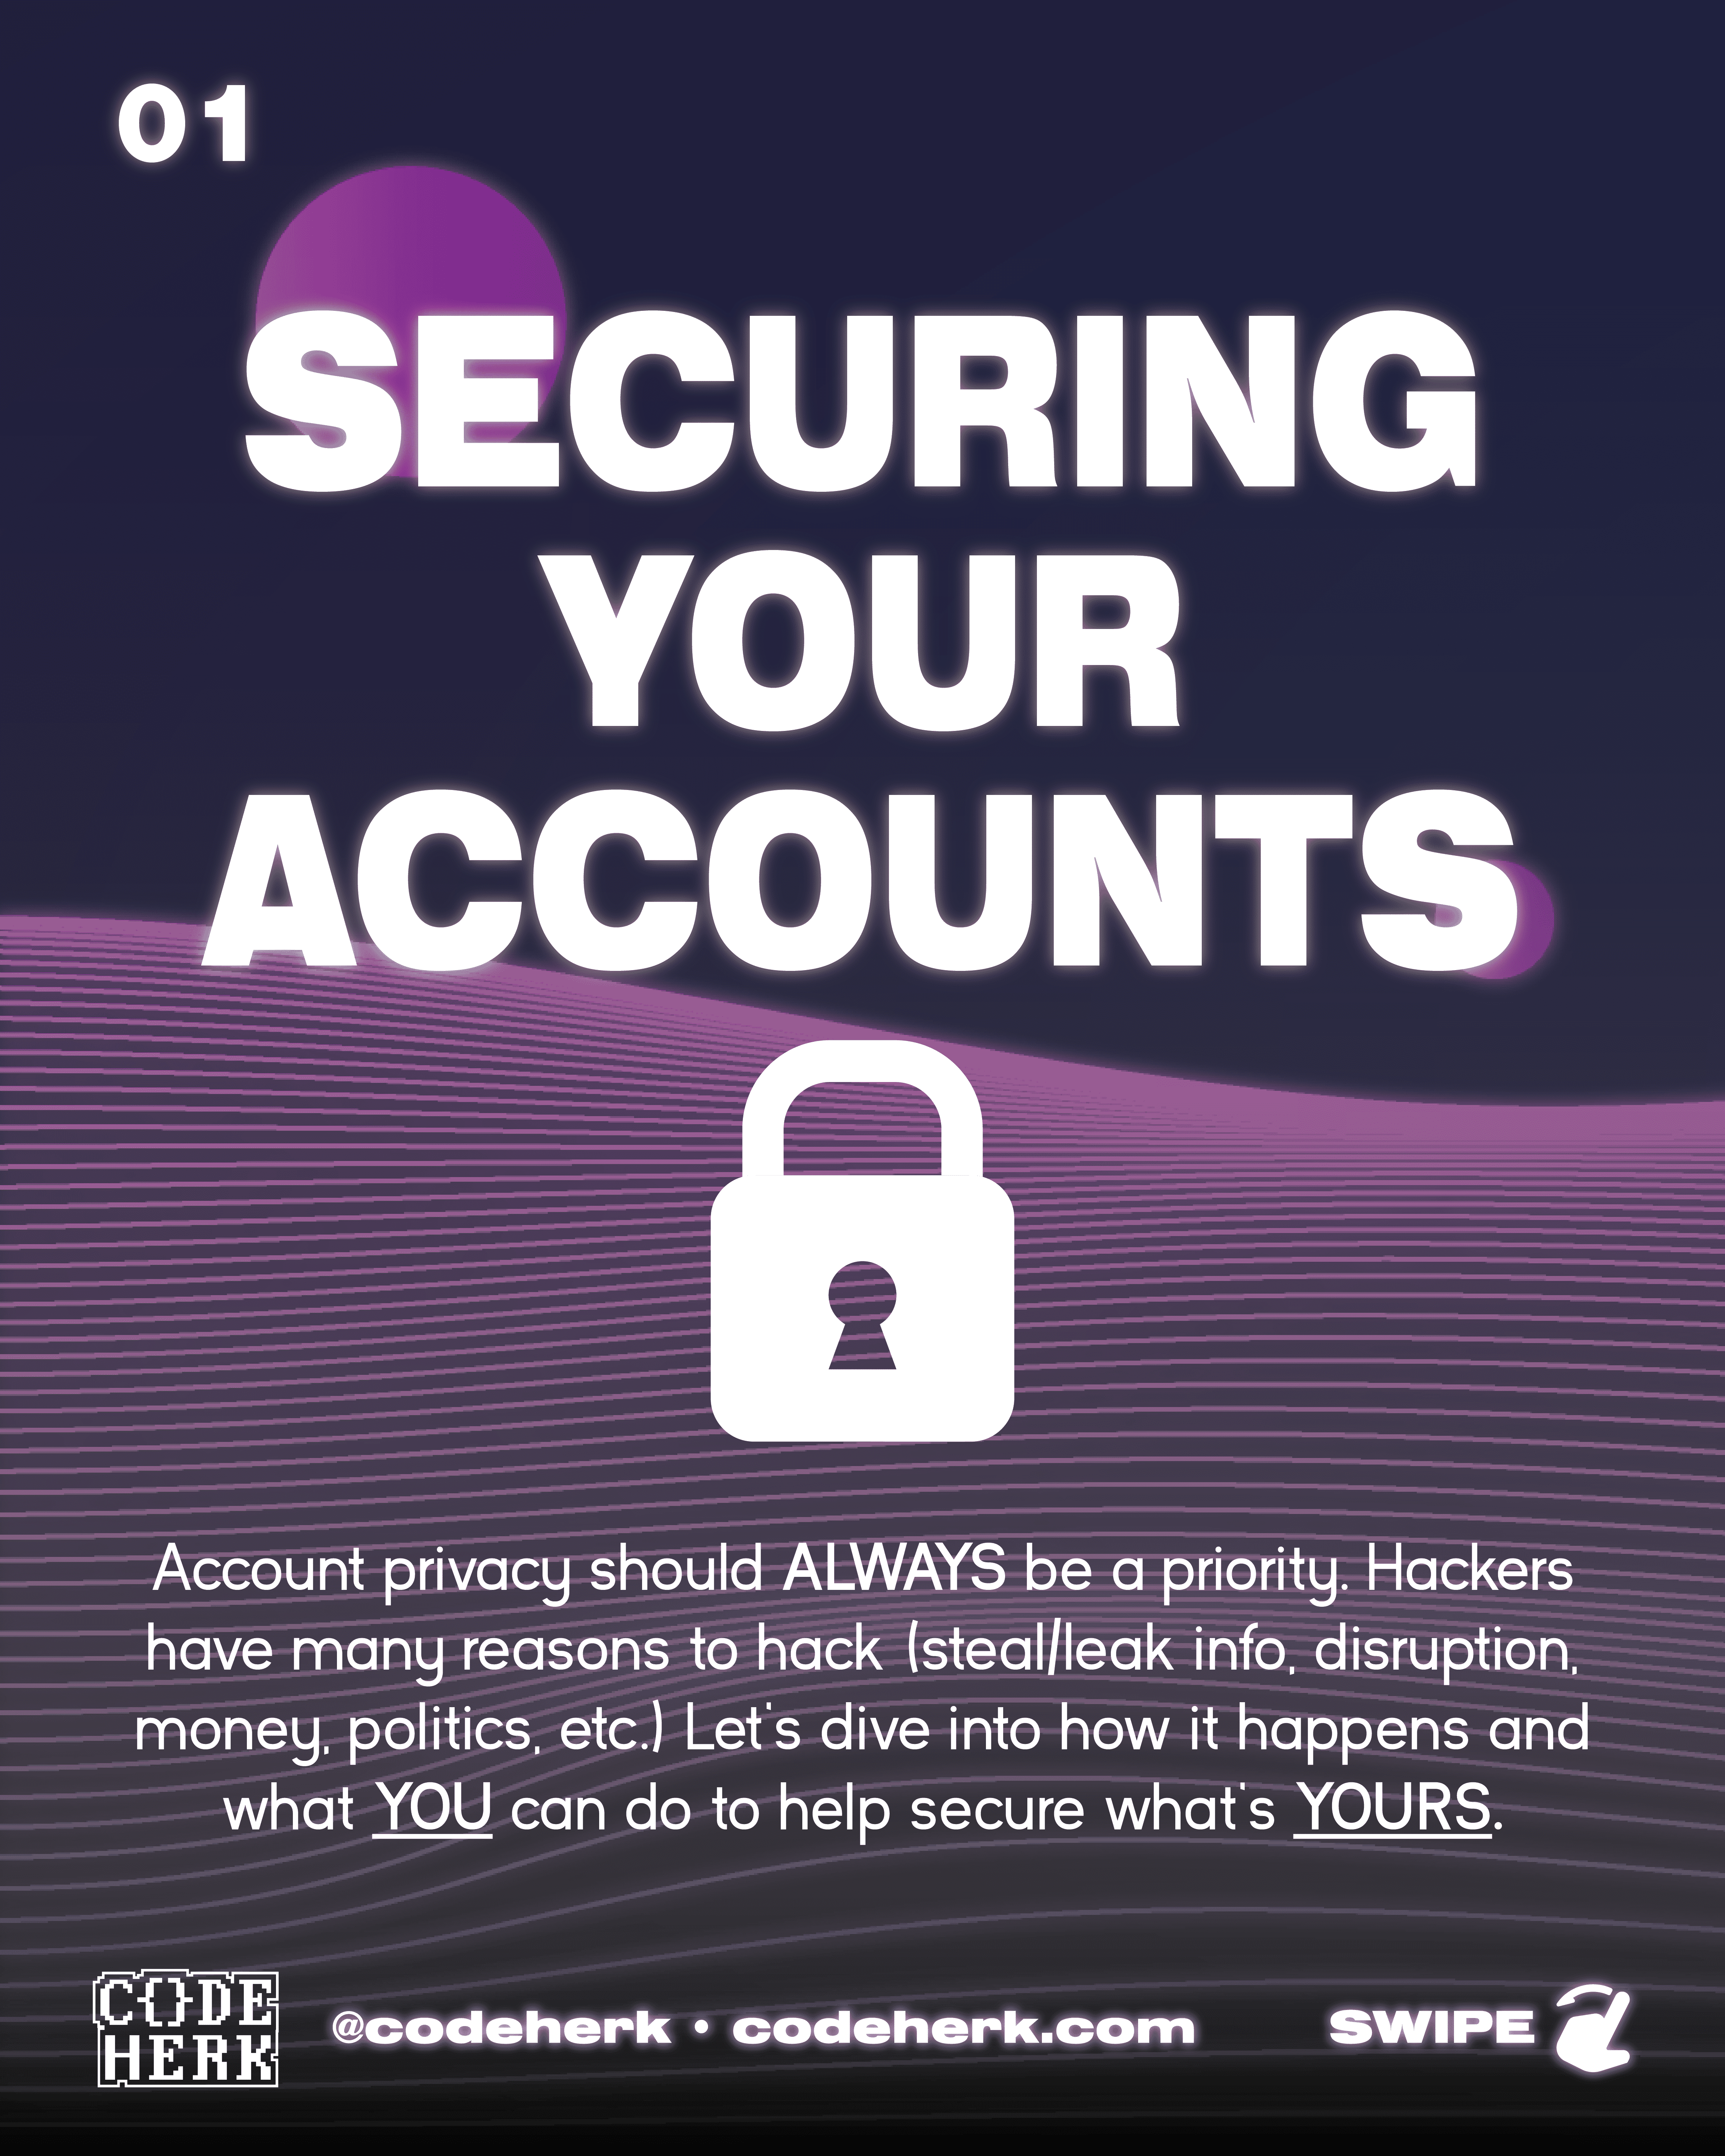 01
SECURING
YOUR
ACCOUNTS
Account privacy should ALWAYS be a priority. Hackers
have many reasons to hack (steal/leak info, disruption,
money, politics, etc.) Let's dive into how it happens and
what YOU can do to help secure what's YOURS.
CODE
HERK
@codeherk • codeherk.com
SWIPE